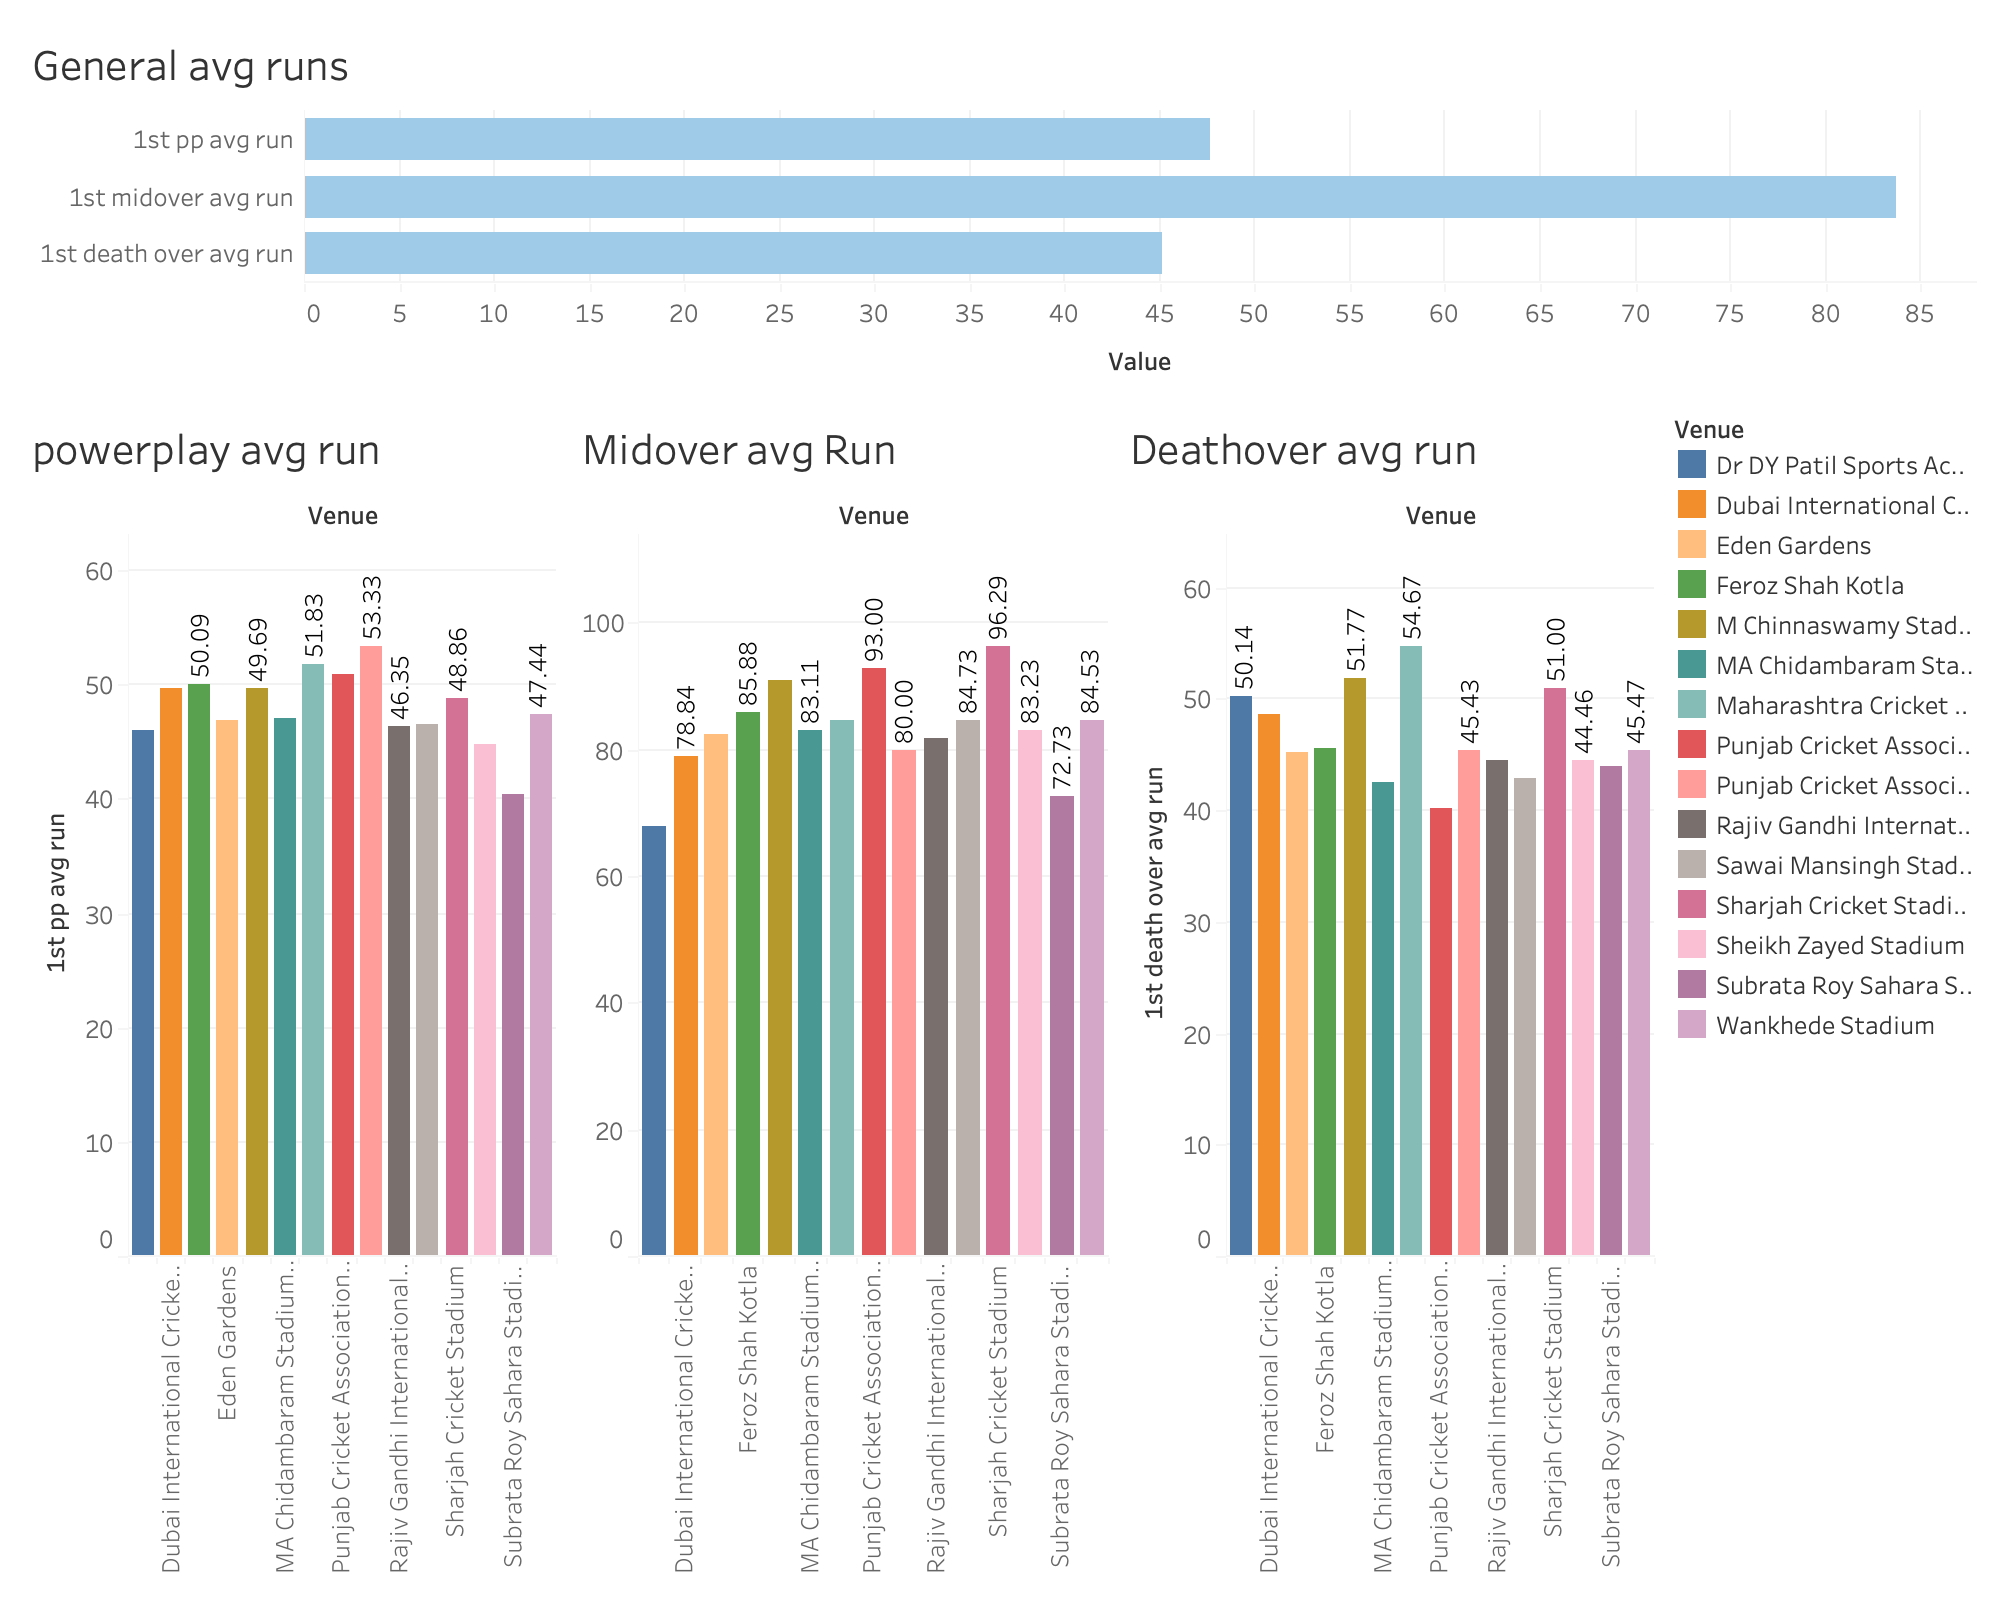 General avg runs
1st pp avg run
1st midover avg run
1st death over avg run
0 5 10 15 20 25 30 35 40 45 50 55 60 65 70 75 80 85
Value
powerplay avg run
Venue
1st pp avg run
60
50
40
30
20
10
0
50.09
49.69
51.83
53.33
46.35
48.86
47.44
Dubai International Cricke..
Eden Gardens
MA Chidambaram Stadium..
Punjab Cricket Association..
Rajiv Gandhi International..
Sharjah Cricket Stadium
Subrata Roy Sahara Stadi..
Midover avg Run
Venue
100
80
60
40
20
0
78.84
85.88
83.11
93.00
80.00
84.73
96.29
83.23
72.73
84.53
Dubai International Cricke..
Feroz Shah Kotla
MA Chidambaram Stadium..
Punjab Cricket Association..
Rajiv Gandhi International..
Sharjah Cricket Stadium
Subrata Roy Sahara Stadi..
Deathover avg run
Venue
1st death over avg run
60
50
40
30
20
10
0
50.14
51.77
54.67
45.43
51.00
44.46
45.47
Dubai International Cricke..
Feroz Shah Kotla
MA Chidambaram Stadium..
Punjab Cricket Association..
Rajiv Gandhi International..
Sharjah Cricket Stadium
Subrata Roy Sahara Stadi..
Venue
Dr DY Patil Sports Ac..
Dubai International C..
Eden Gardens
Feroz Shah Kotla
M Chinnaswamy Stad..
MA Chidambaram Sta..
Maharashtra Cricket ..
Punjab Cricket Associ..
Punjab Cricket Associ..
Rajiv Gandhi Internat..
Sawai Mansingh Stad..
Sharjah Cricket Stadi..
Sheikh Zayed Stadium
Subrata Roy Sahara S..
Wankhede Stadium